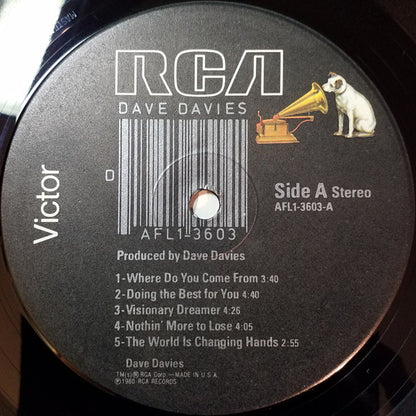 RCA
DAVE DAVIES
D
AFL1-3603
Victor
Side A Stereo
AFL1-3603-A
Produced by Dave Davies
1-Where Do You Come From 3:40
2-Doing the Best for You 4:40
3-Visionary Dreamer 4:26
4-Nothin' More to Lose 4:05
5-The World Is Changing Hands 2:55
Dave Davies
TM(s)® RCA Corp—MADE IN U.S.A.
℗1980 RCA RECORDS